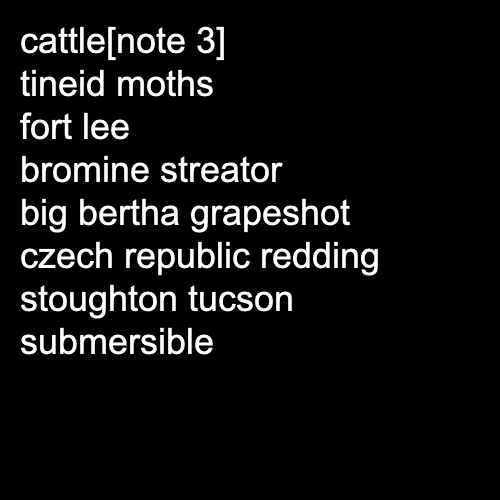 cattle[note 3]
tineid moths
fort lee
bromine streator
big bertha grapeshot
czech republic redding
stoughton tucson
submersible